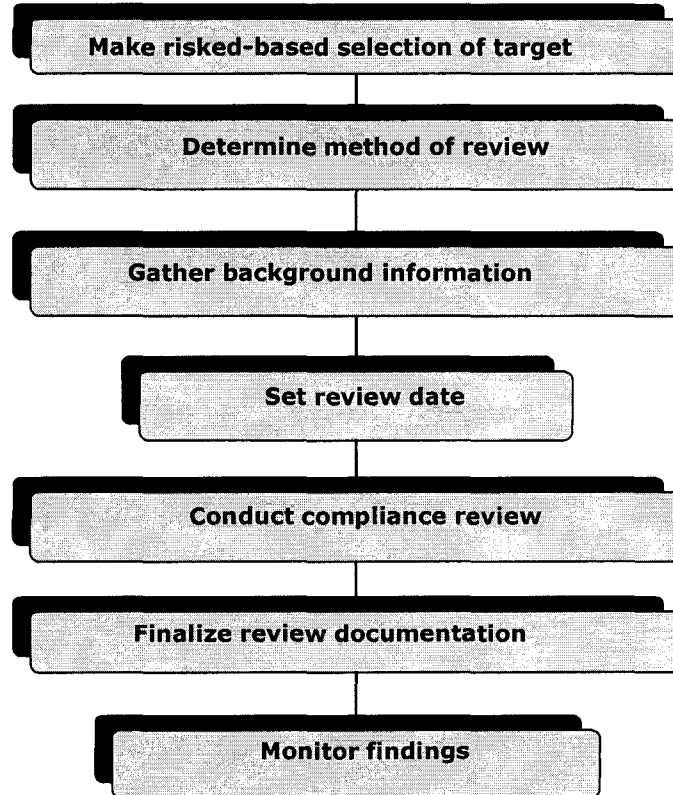 Make risked-based selection of target
Determine method of review
Gather background information
Set review date
Conduct compliance review
Finalize review documentation
Monitor findings